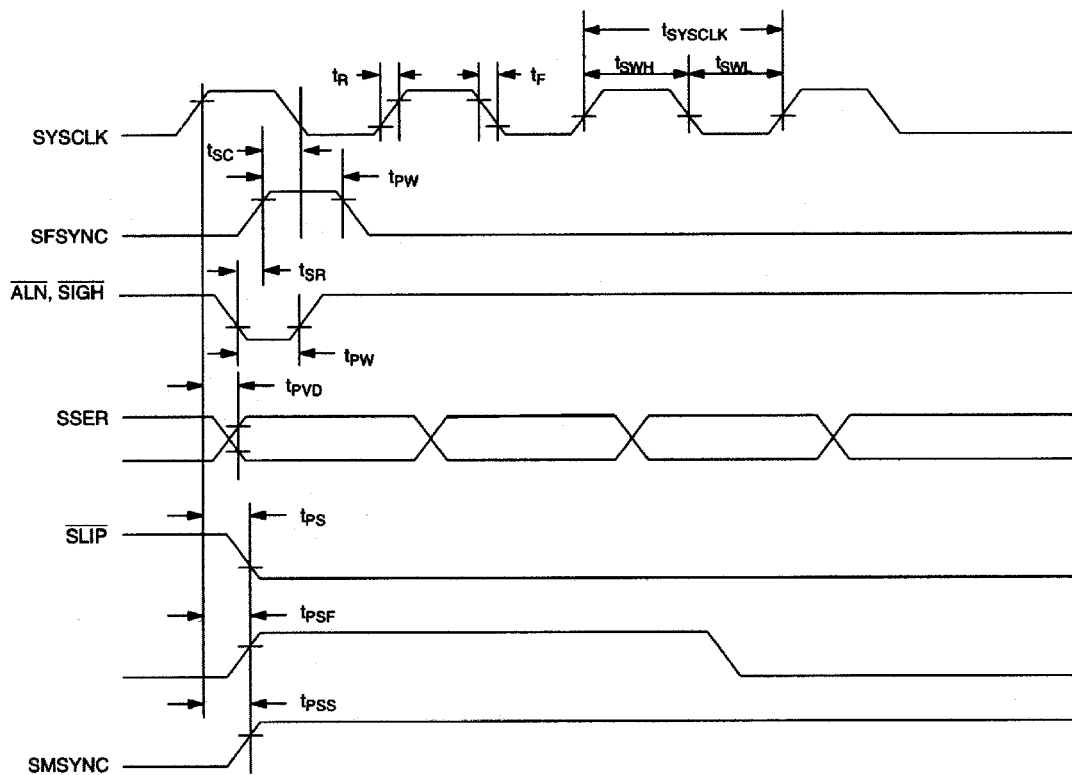 tSYSCLK
tR
tF
tSWH
tSWL
SYSCLK
tSC
tPW
SFSYNC
tSR
ALN, SIGH
tPW
tPVD
SSER
tPS
SLIP
tPSF
tPSS
SMSYNC